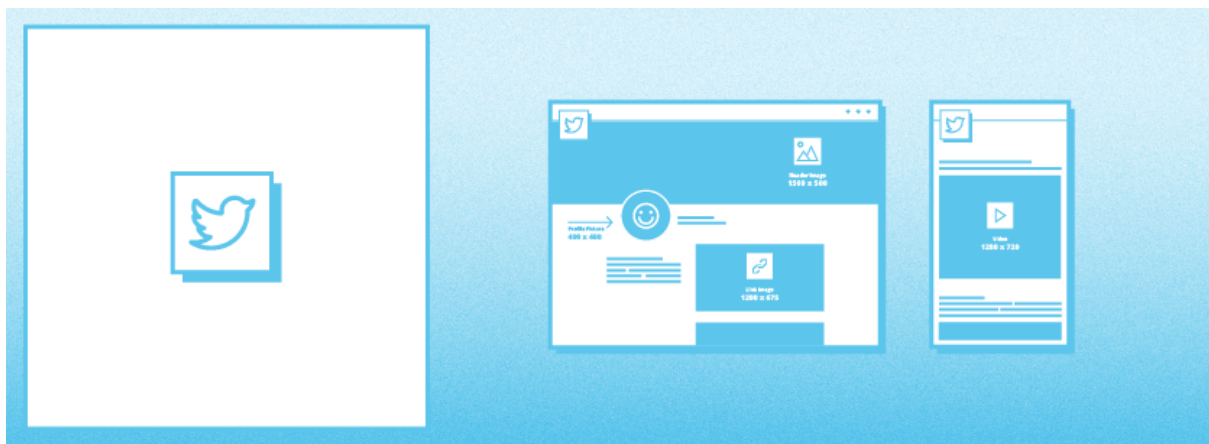 Header Image
1500 x 500
Profile Picture
400 x 400
Link Image
1200 x 675
Video
1280 x 720